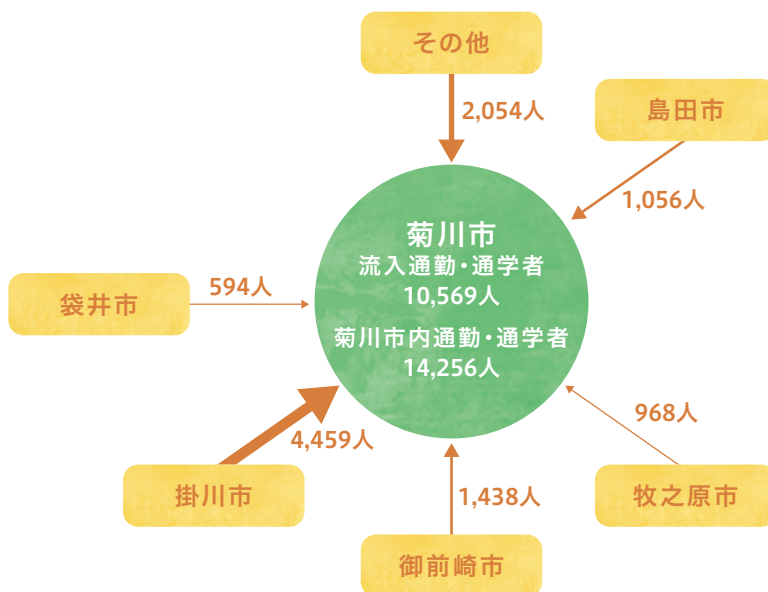 その他
2,054人
島田市
1,056人
菊川市
流入通勤・通学者
10,569人
菊川市内通勤・通学者
14,256人
594人
袋井市
968人
4,459人
掛川市
1,438人
牧之原市
御前崎市